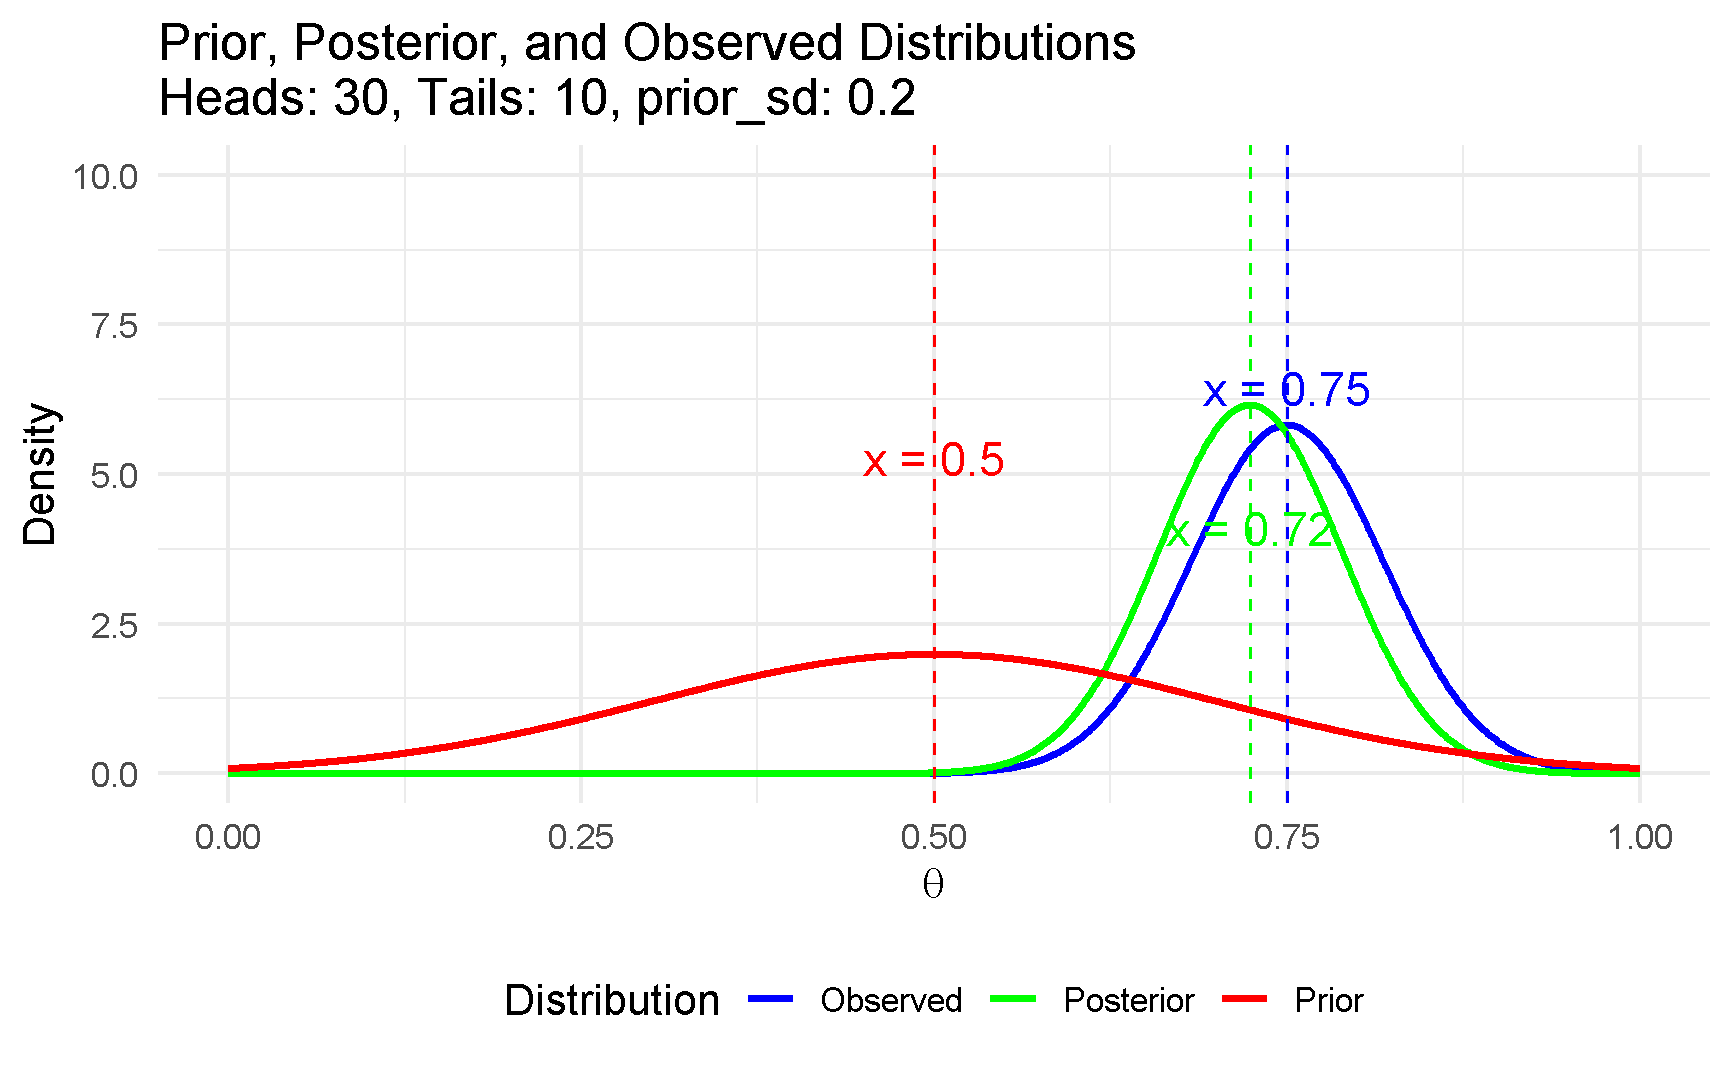 Prior, Posterior, and Observed Distributions
Heads: 30, Tails: 10, prior_sd: 0.2
10.0
7.5
5.0
2.5
0.0
Density
x = 0.75
x = 0.5
x = 0.72
0.00 0.25 0.50 0.75 1.00
θ
Distribution Observed Posterior Prior